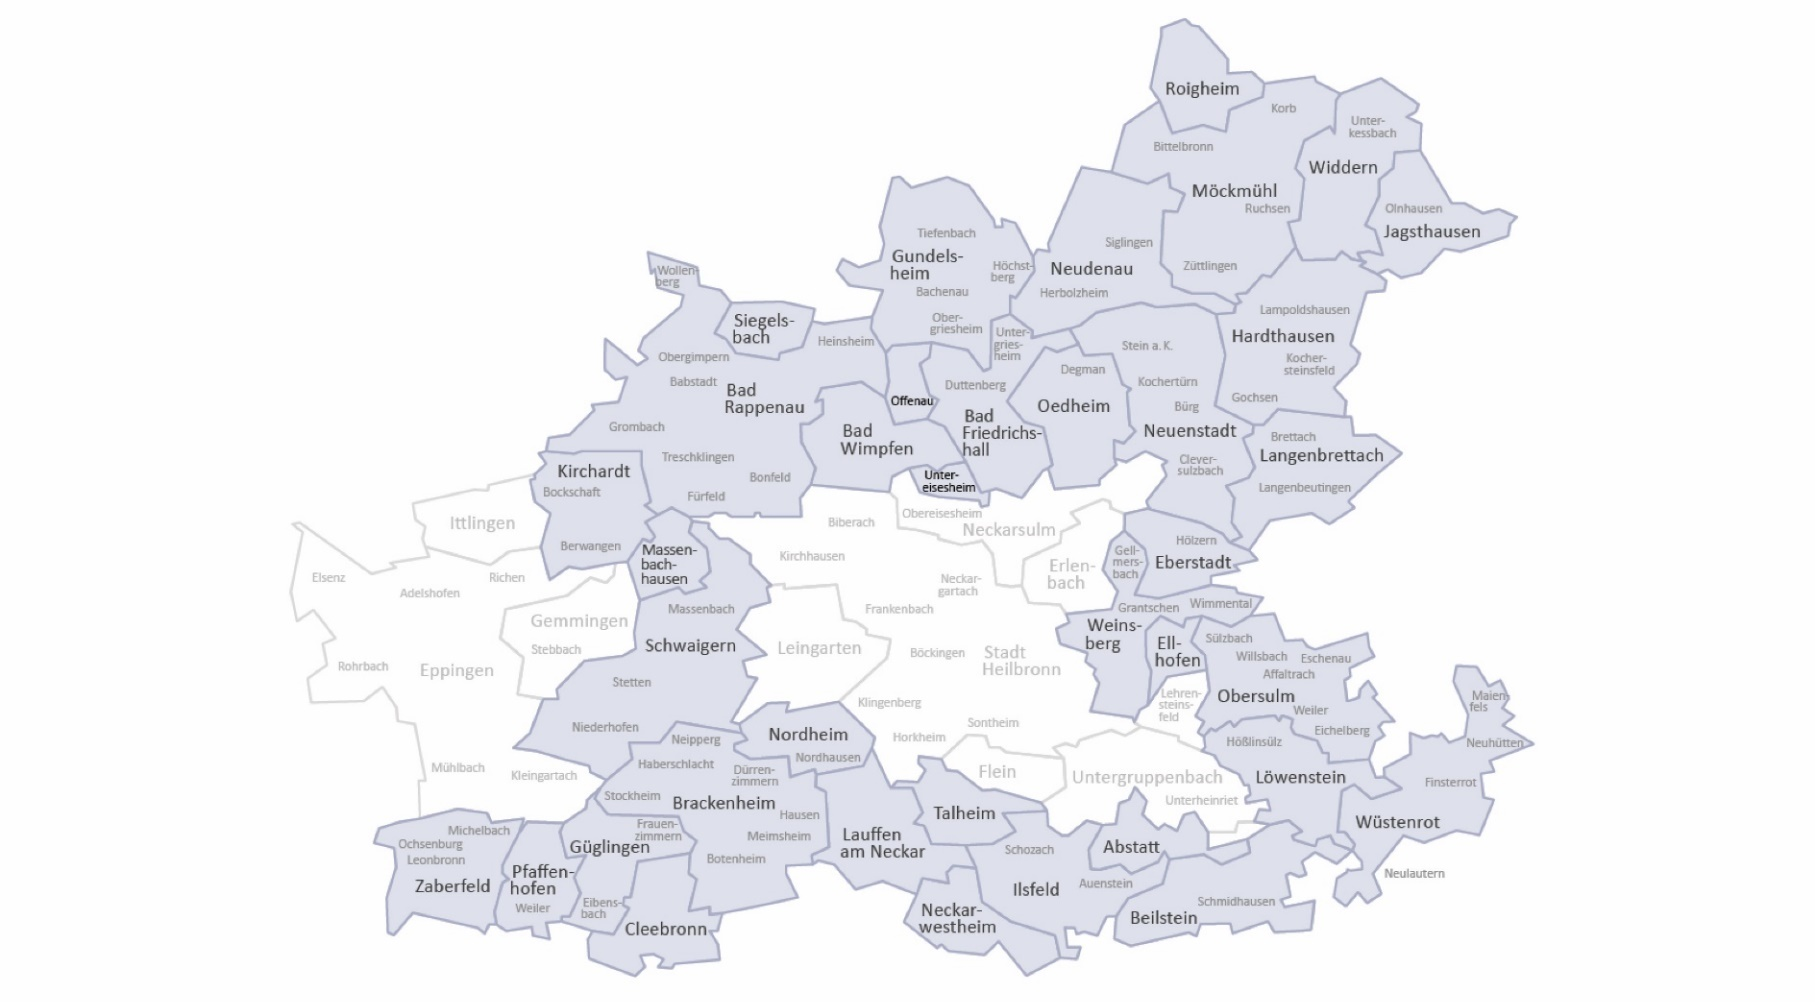 Roigheim
Korb
Unter-
kessbach
Bittelbronn
Widdern
Möckmühl
Ruchsen
Olnhausen
Jagsthausen
Tiefenbach
Siglingen
Gundels-
heim
Höchst-
berg
Neudenau
Züttlingen
Wollen-
berg
Bachenau
Herbolzheim
Lampoldshausen
Siegels-
bach
Ober-
griesheim
Unter-
gries-
heim
Hardthausen
Heinsheim
Stein a. K.
Obergimpern
Kocher-
steinsfeld
Degman
Babstadt
Bad
Rappenau
Duttenberg
Kochertürn
Offenau
Oedheim
Bürg
Gochsen
Grombach
Bad
Wimpfen
Bad
Friedrichs-
hall
Neuenstadt
Brettach
Langenbrettach
Treschklingen
Clever-
sulzbach
Kirchardt
Bonfeld
Unter-
eisesheim
Langenbeutingen
Bockschaft
Fürfeld
Ittlingen
Biberach
Obereisesheim
Neckarsulm
Berwangen
Massen-
bach-
hausen
Kirchhausen
Hölzern
Gell-
mers-
bach
Eberstadt
Erlen-
bach
Elsenz
Richen
Adelshofen
Neckar-
gartach
Massenbach
Frankenbach
Grantschen
Wimmental
Gemmingen
Stebbach
Schwaigern
Leingarten
Böckingen
Stadt
Heilbronn
Weins-
berg
Ell-
hofen
Sülzbach
Willsbach
Eschenau
Affaltrach
Rohrbach
Eppingen
Stetten
Obersulm
Weiler
Lehren-
steins-
feld
Maien-
fels
Klingenberg
Niederhofen
Sontheim
Eichelberg
Neipperg
Nordheim
Horkheim
Hößlinsülz
Neuhütten
Nordhausen
Mühlbach
Kleingartach
Haberschlacht
Dürren-
zimmern
Flein
Untergruppenbach
Löwenstein
Finsterrot
Stockheim
Brackenheim
Unterheinriet
Hausen
Talheim
Wüstenrot
Michelbach
Frauen-
zimmern
Meimsheim
Lauffen
am Neckar
Ochsenburg
Leonbronn
Güglingen
Schozach
Abstatt
Botenheim
Neulautern
Zaberfeld
Pfaffen-
hofen
Weiler
Ilsfeld
Auenstein
Eibens-
bach
Neckar-
westheim
Schmidhausen
Beilstein
Cleebronn